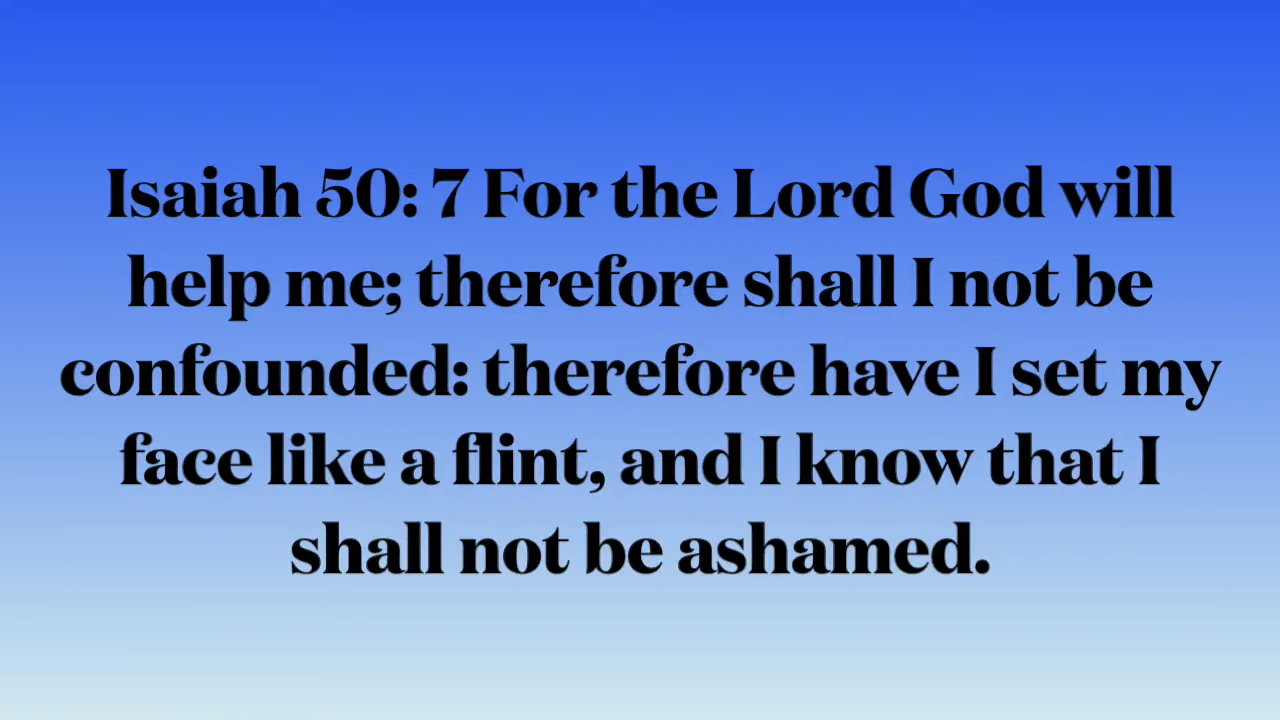 Isaiah 50: 7 For the Lord God will
help me; therefore shall I not be
confounded: therefore have I set my
face like a flint, and I know that I
shall not be ashamed.